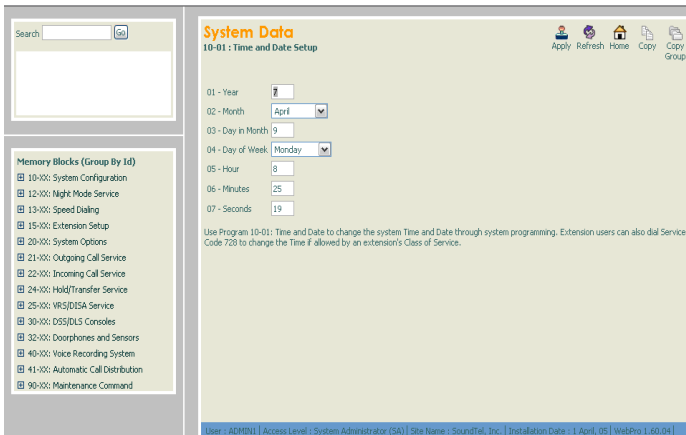 Search
Go
Memory Blocks (Group By Id)
10-XX: System Configuration
12-XX: Night Mode Service
13-XX: Speed Dialing
15-XX: Extension Setup
20-XX: System Options
21-XX: Outgoing Call Service
22-XX: Incoming Call Service
24-XX: Hold/Transfer Service
25-XX: VRS/DISA Service
30-XX: DSS/DLS Consoles
32-XX: Doorphones and Sensors
40-XX: Voice Recording System
41-XX: Automatic Call Distribution
90-XX: Maintenance Command
System Data
10-01 : Time and Date Setup
Apply Refresh Home Copy Copy Group
01 - Year 7
02 - Month April
03 - Day in Month 9
04 - Day of Week Monday
05 - Hour 8
06 - Minutes 25
07 - Seconds 19
Use Program 10-01: Time and Date to change the system Time and Date through system programming. Extension users can also dial Service
Code 728 to change the Time if allowed by an extension's Class of Service.
User : ADMIN1 | Access Level : System Administrator (SA) | Site Name : SoundTel, Inc. | Installation Date : 1 April, 05 | WebPro 1.60.04 |